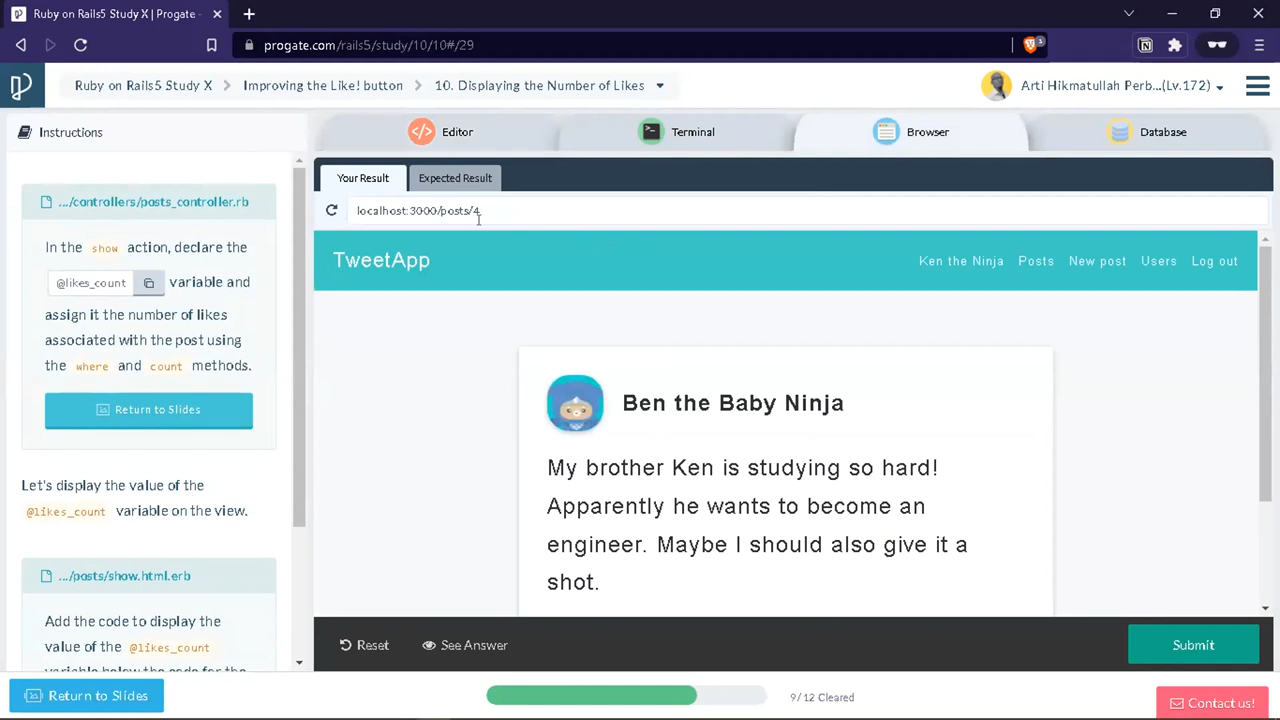 Ruby on Rails5 Study X | Progate -
progate.com/rails5/study/10/10#/29
3
Ruby on Rails5 Study X > Improving the Like! button > 10. Displaying the Number of Likes
Arti Hikmatullah Perb...(Lv.172)
Instructions
Editor
Terminal
Browser
Database
Your Result
Expected Result
localhost:3000/posts/4
TweetApp
Ken the Ninja
Posts
New post
Users
Log out
.../controllers/posts_controller.rb
In the show action, declare the
@likes_count variable and
assign it the number of likes
associated with the post using
the where and count methods.
Return to Slides
Let's display the value of the
@likes_count variable on the view.
.../posts/show.html.erb
Add the code to display the
value of the @likes_count
variable below the code for the
Ben the Baby Ninja
My brother Ken is studying so hard!
Apparently he wants to become an
engineer. Maybe I should also give it a
shot.
Reset
See Answer
Submit
Return to Slides
9/12 Cleared
Contact us!